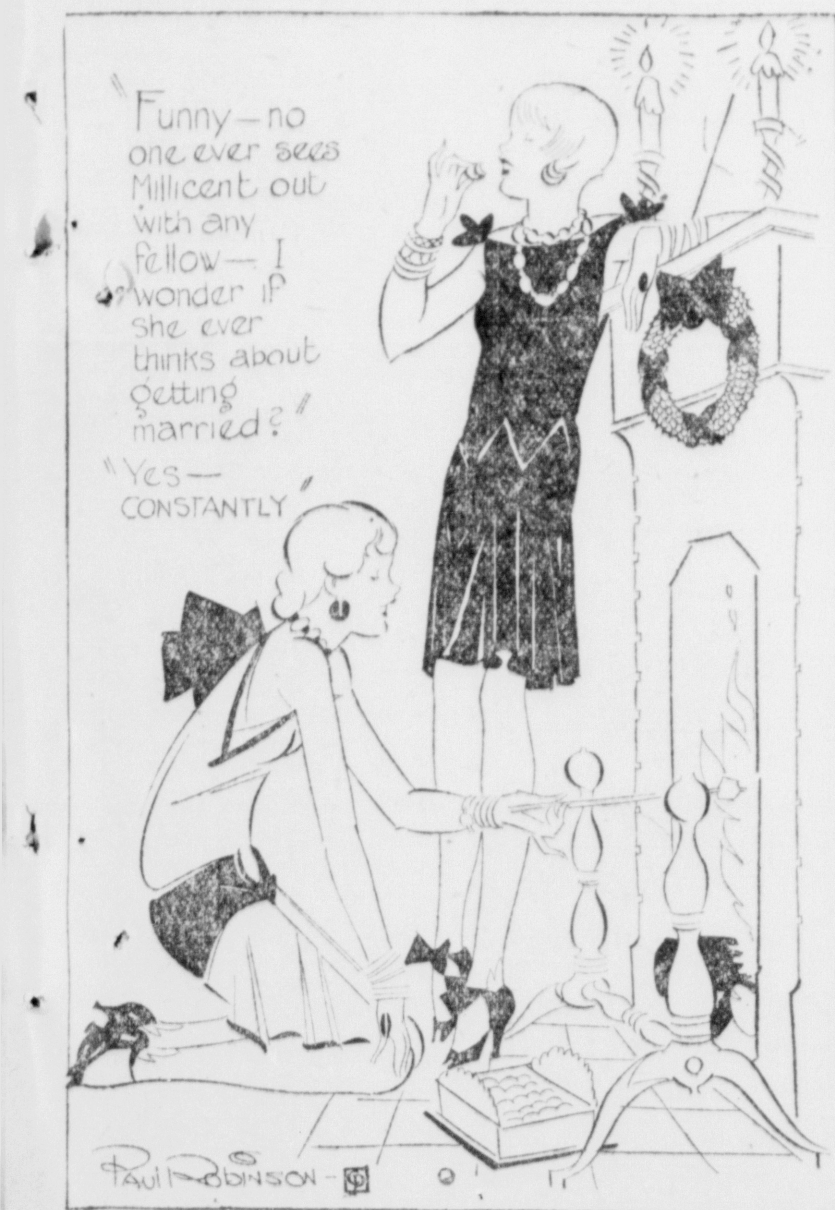 "Funny — no
one ever sees
Millicent out
with any
fellow — I
wonder if
she ever
thinks about
getting
married?"
"Yes —
CONSTANTLY"
PAUL ROBINSON -